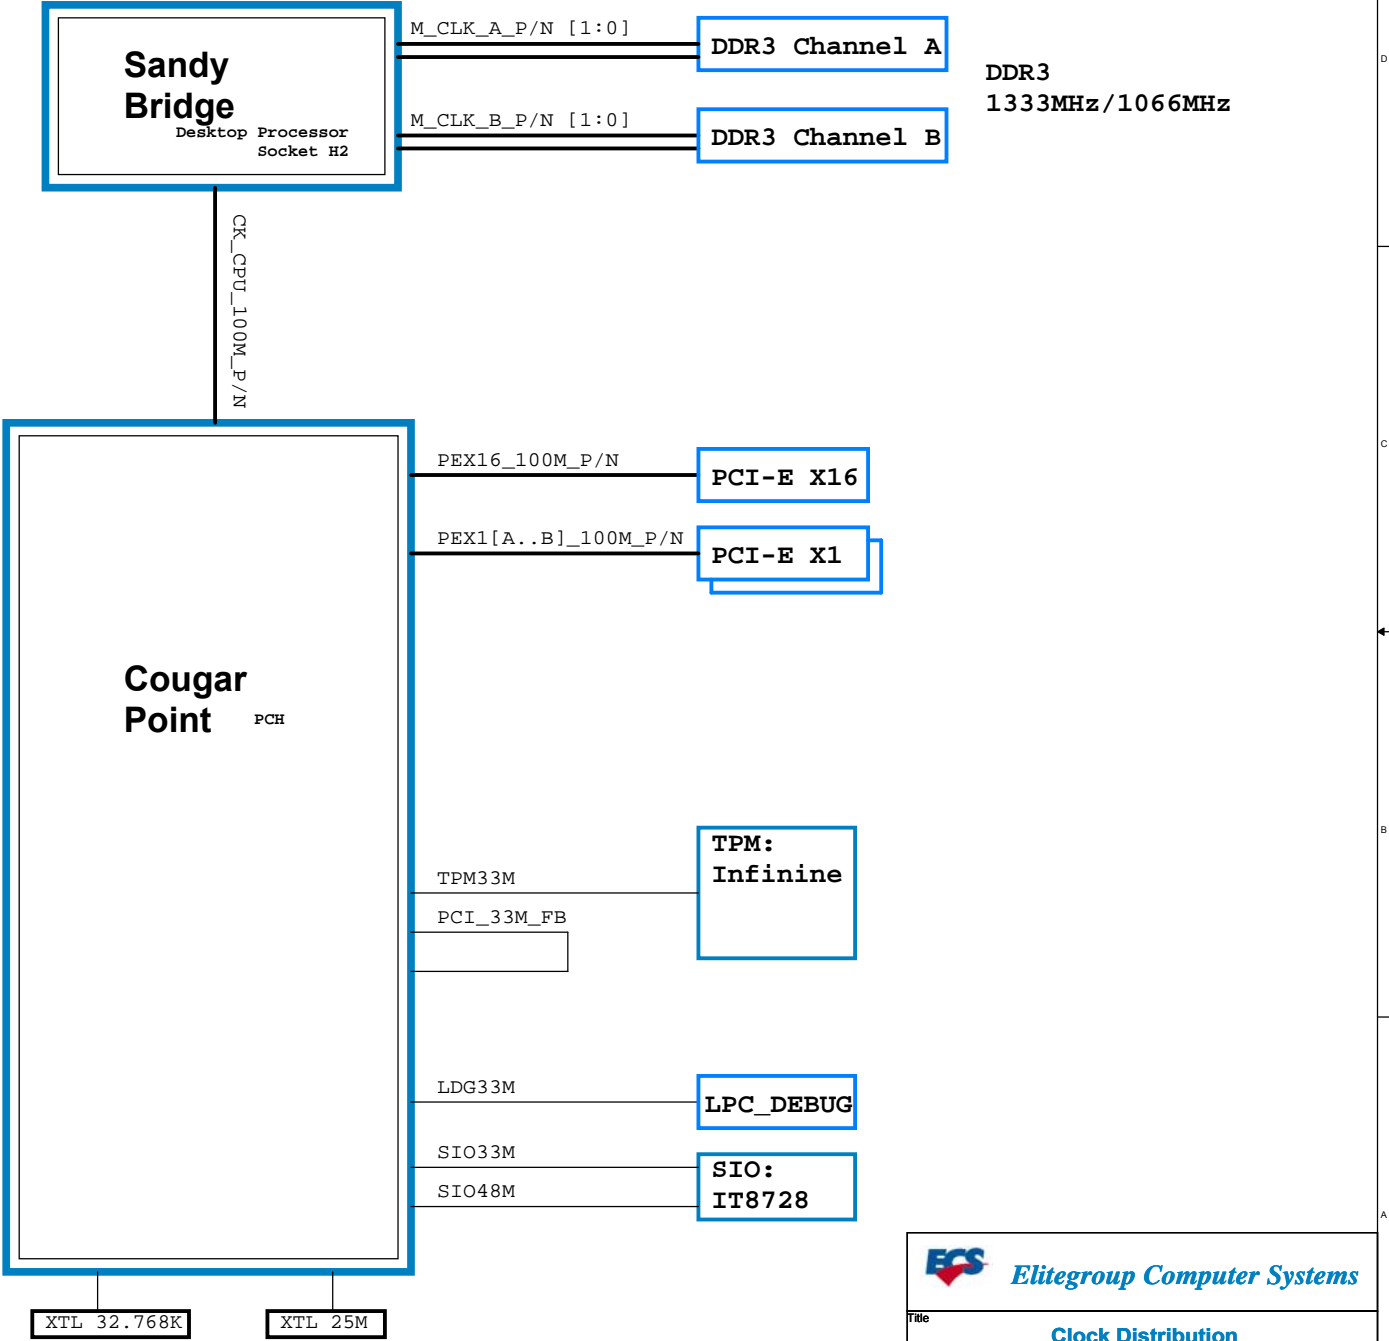 M_CLK_A_P/N [1:0]
DDR3 Channel A
Sandy
Bridge
Desktop Processor
Socket H2
DDR3
1333MHz/1066MHz
M_CLK_B_P/N [1:0]
DDR3 Channel B
CK_CPU_100M_P/N
PEX16_100M_P/N
PCI-E X16
PEX1[A..B]_100M_P/N
PCI-E X1
Cougar
Point
PCH
TPM:
Infinine
TPM33M
PCI_33M_FB
LDG33M
LPC_DEBUG
SIO33M
SIO48M
SIO:
IT8728
XTL 32.768K
XTL 25M
D
C
B
A
ECS
Elitegroup Computer Systems
Title
Clock Distribution